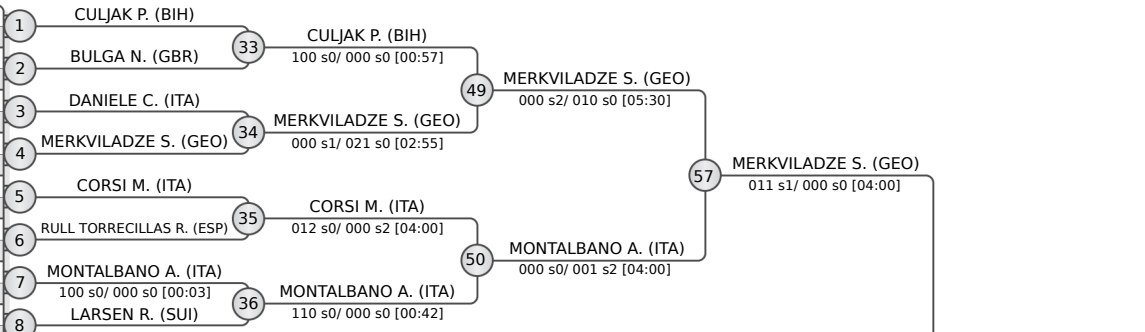 1
CULJAK P. (BIH)
2
BULGA N. (GBR)
3
DANIELE C. (ITA)
4
MERKVILADZE S. (GEO)
5
CORSI M. (ITA)
6
RULL TORRECILLAS R. (ESP)
7
MONTALBANO A. (ITA)
100 s0/ 000 s0 [00:03]
8
LARSEN R. (SUI)
33
CULJAK P. (BIH)
100 s0/ 000 s0 [00:57]
34
MERKVILADZE S. (GEO)
000 s1/ 021 s0 [02:55]
35
CORSI M. (ITA)
012 s0/ 000 s2 [04:00]
36
MONTALBANO A. (ITA)
110 s0/ 000 s0 [00:42]
49
MERKVILADZE S. (GEO)
000 s2/ 010 s0 [05:30]
50
MONTALBANO A. (ITA)
000 s0/ 001 s2 [04:00]
57
MERKVILADZE S. (GEO)
011 s1/ 000 s0 [04:00]